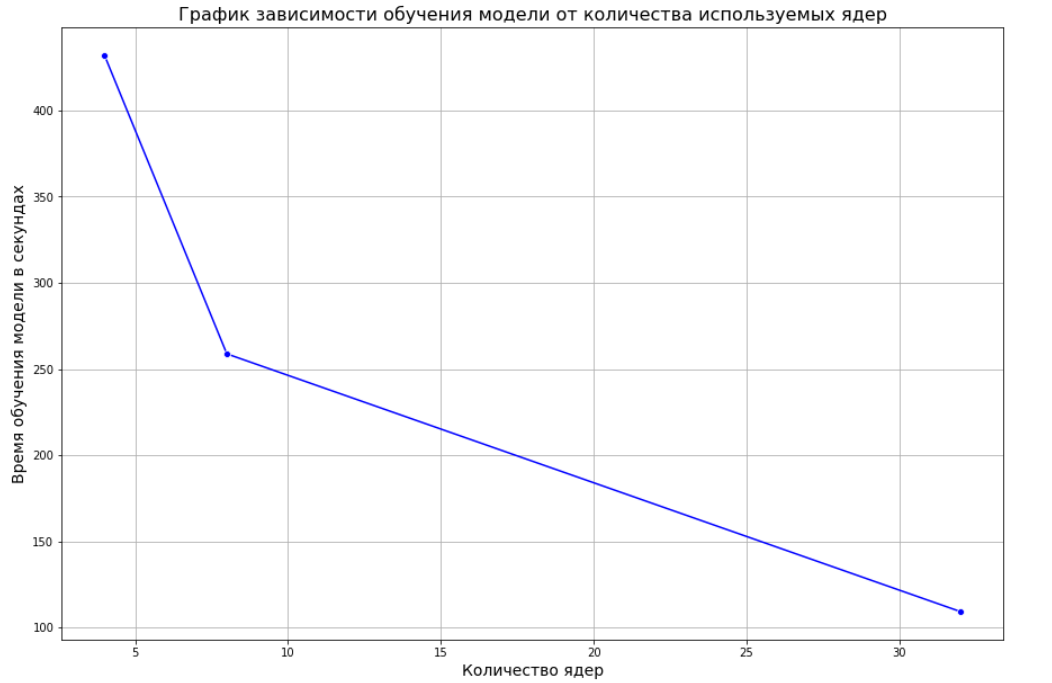 График зависимости обучения модели от количества используемых ядер
Время обучения модели в секундах
400
350
300
250
200
150
100
5 10 15 20 25 30
Количество ядер